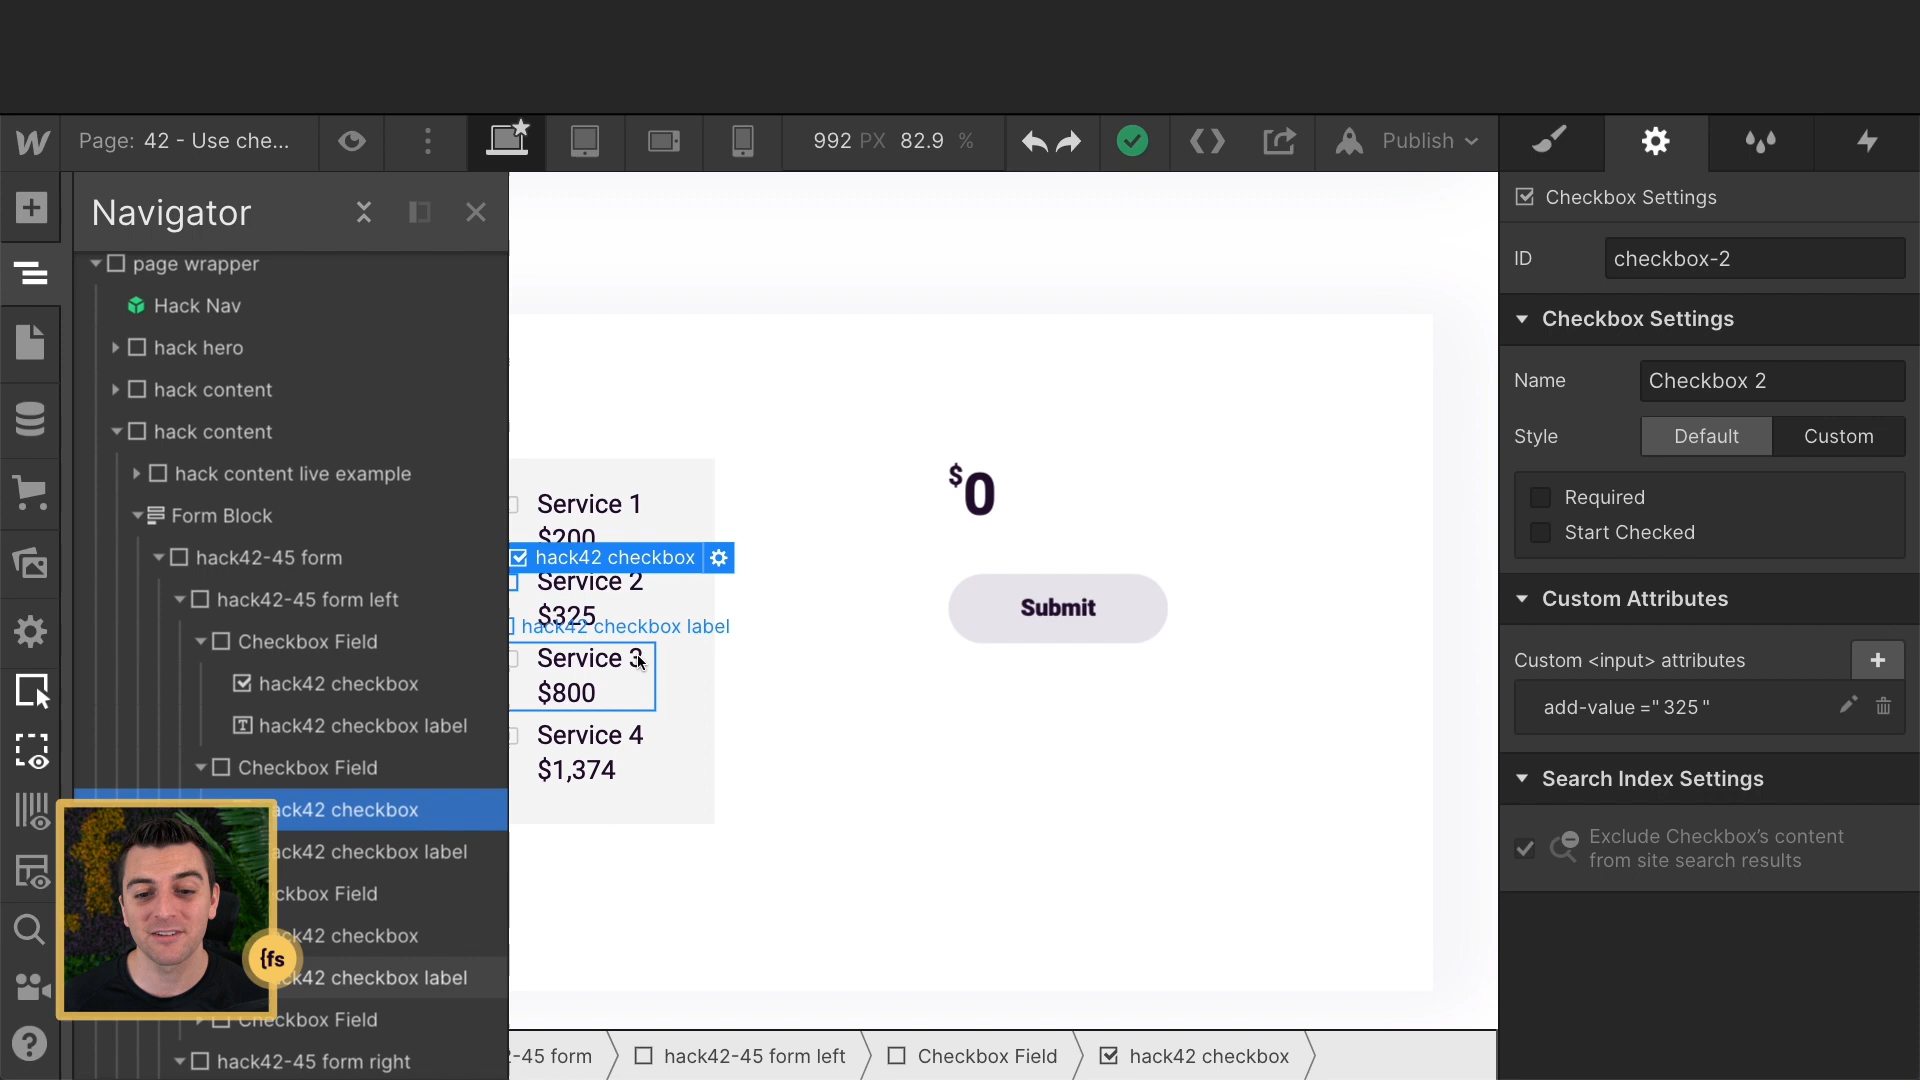 Page: 42 - Use che...
992 PX 82.9 %
Publish
Navigator
page wrapper
Hack Nav
hack hero
hack content
hack content
hack content live example
Form Block
hack42-45 form
hack42-45 form left
Checkbox Field
hack42 checkbox
hack42 checkbox label
Checkbox Field
ack42 checkbox
ack42 checkbox label
ckbox Field
ck42 checkbox
ck42 checkbox label
Checkbox Field
hack42-45 form right
{fs
Service 1
$200
hack42 checkbox
Service 2
$325
hack42 checkbox label
Service 3
$800
Service 4
$1,374
$0
Submit
-45 form
hack42-45 form left
Checkbox Field
hack42 checkbox
Checkbox Settings
ID
checkbox-2
Checkbox Settings
Name
Checkbox 2
Style
Default
Custom
Required
Start Checked
Custom Attributes
Custom <input> attributes
add-value =" 325 "
Search Index Settings
Exclude Checkbox's content
from site search results